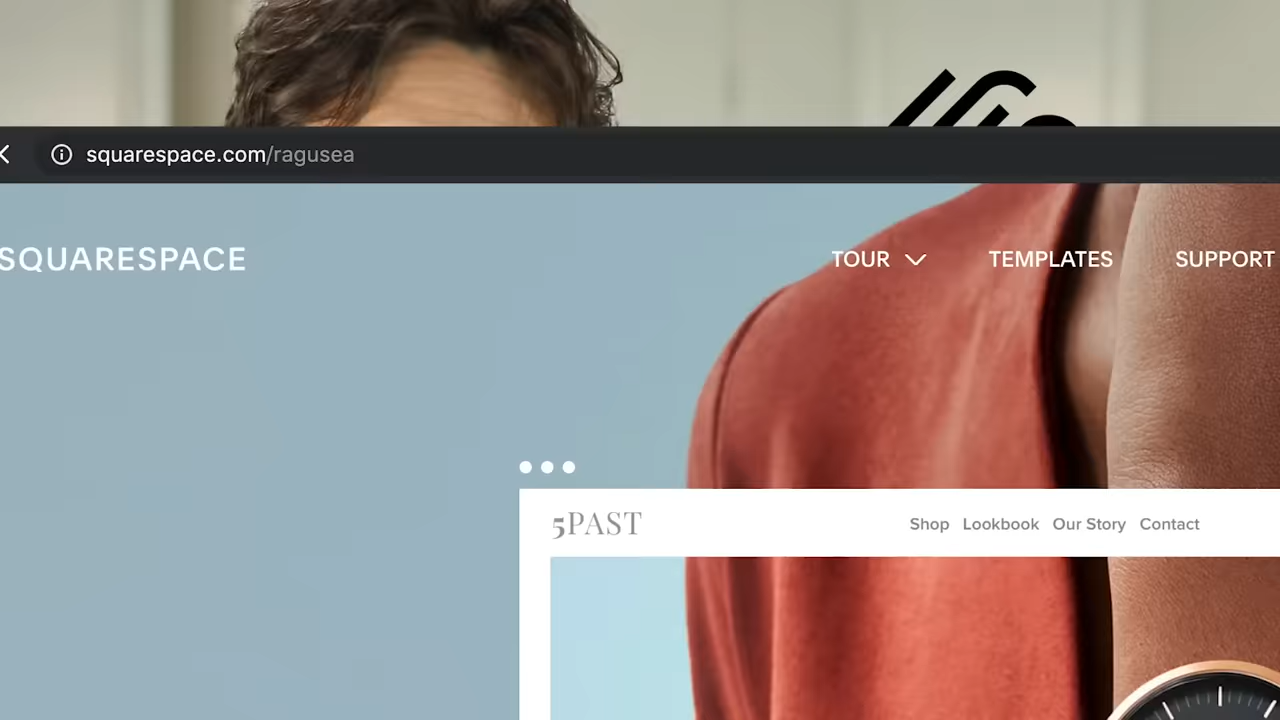 squarespace.com/ragusea
SQUARESPACE
TOUR
TEMPLATES
SUPPORT
5PAST
Shop Lookbook Our Story Contact